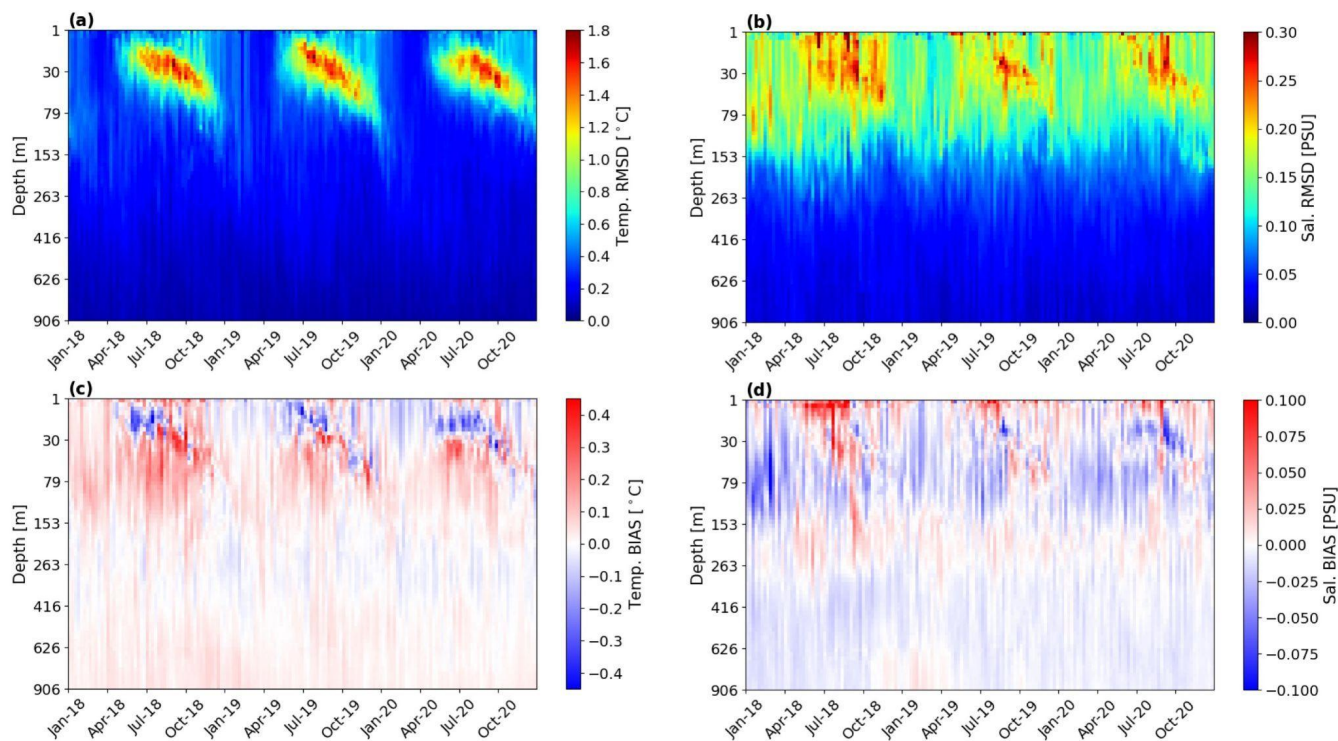 (a)
1
30
79
153
263
416
626
906
Depth [m]
Jan-18
Apr-18
Jul-18
Oct-18
Jan-19
Apr-19
Jul-19
Oct-19
Jan-20
Apr-20
Jul-20
Oct-20
1.8
1.6
1.4
1.2
1.0
0.8
0.6
0.4
0.2
0.0
Temp. RMSD [°C]
(b)
1
30
79
153
263
416
626
906
Depth [m]
Jan-18
Apr-18
Jul-18
Oct-18
Jan-19
Apr-19
Jul-19
Oct-19
Jan-20
Apr-20
Jul-20
Oct-20
0.30
0.25
0.20
0.15
0.10
0.05
0.00
Sal. RMSD [PSU]
(c)
1
30
79
153
263
416
626
906
Depth [m]
Jan-18
Apr-18
Jul-18
Oct-18
Jan-19
Apr-19
Jul-19
Oct-19
Jan-20
Apr-20
Jul-20
Oct-20
0.4
0.3
0.2
0.1
0.0
−0.1
−0.2
−0.3
−0.4
Temp. BIAS [°C]
(d)
1
30
79
153
263
416
626
906
Depth [m]
Jan-18
Apr-18
Jul-18
Oct-18
Jan-19
Apr-19
Jul-19
Oct-19
Jan-20
Apr-20
Jul-20
Oct-20
0.100
0.075
0.050
0.025
0.000
−0.025
−0.050
−0.075
−0.100
Sal. BIAS [PSU]